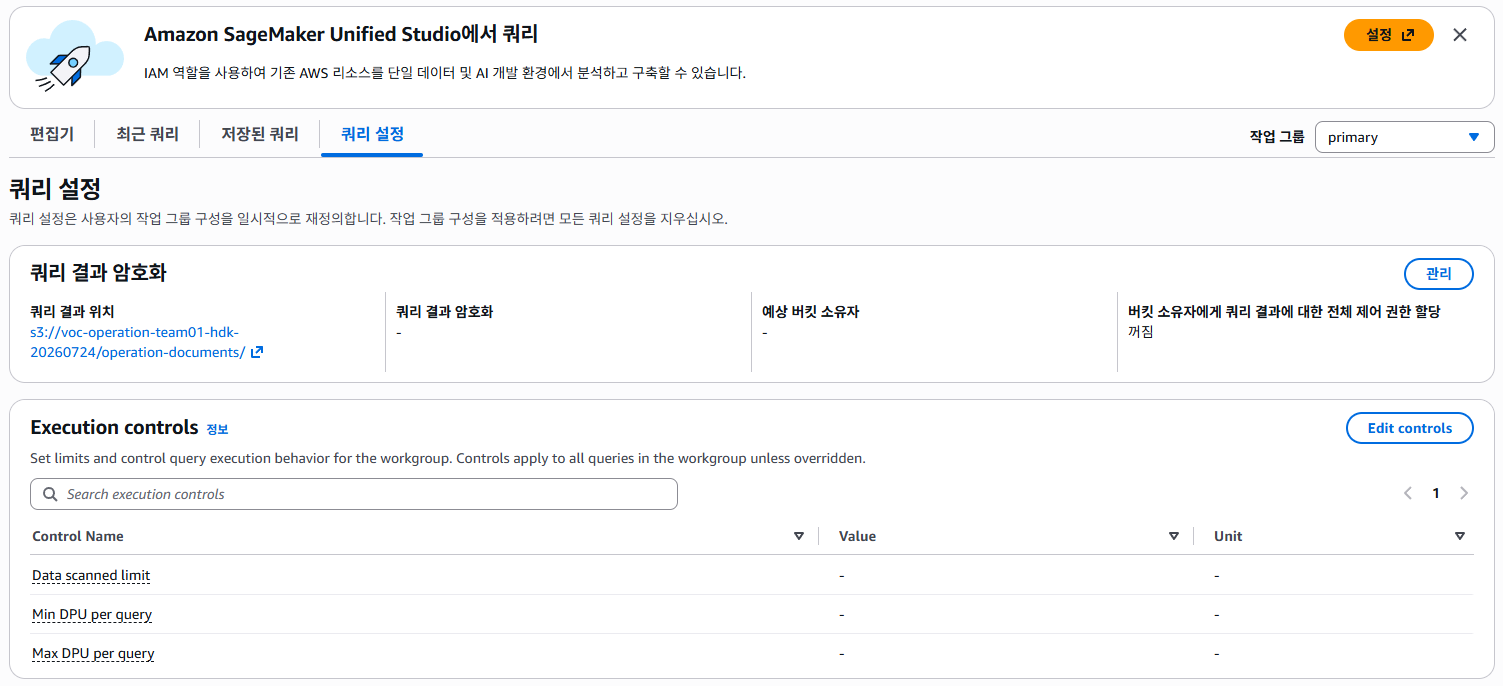 Amazon SageMaker Unified Studio에서 쿼리
IAM 역할을 사용하여 기존 AWS 리소스를 단일 데이터 및 AI 개발 환경에서 분석하고 구축할 수 있습니다.
설정
편집기
최근 쿼리
저장된 쿼리
쿼리 설정
작업 그룹
primary
쿼리 설정
쿼리 설정은 사용자의 작업 그룹 구성을 일시적으로 재정의합니다. 작업 그룹 구성을 적용하려면 모든 쿼리 설정을 지우십시오.
쿼리 결과 암호화
관리
쿼리 결과 위치
s3://voc-operation-team01-hdk-
20260724/operation-documents/
쿼리 결과 암호화
-
예상 버킷 소유자
-
버킷 소유자에게 쿼리 결과에 대한 전체 제어 권한 할당
꺼짐
Execution controls 정보
Edit controls
Set limits and control query execution behavior for the workgroup. Controls apply to all queries in the workgroup unless overridden.
Search execution controls
1
Control Name Value Unit
Data scanned limit - -
Min DPU per query - -
Max DPU per query - -